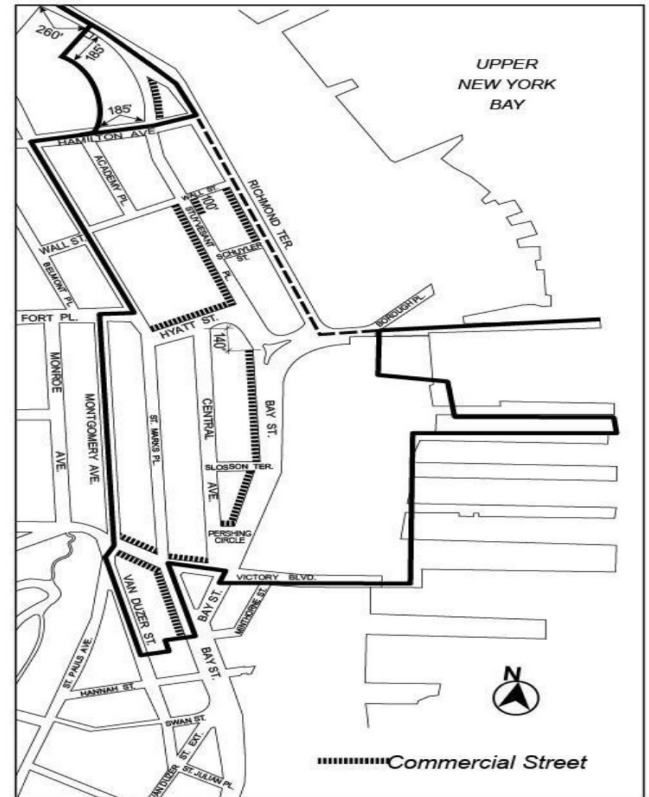 260'
185'
UPPER
NEW YORK
BAY
185'
HAMILTON AVE
ACADEMY PL.
RICHMOND TER.
WALL ST.
100'
STUYVESANT
PL.
WALL ST.
SCHUYLER
ST.
BELMONT PL.
BOROUGH PL.
FORT PL.
HYATT ST.
140'
MONROE
AVE.
MONTGOMERY AVE.
ST. MARKS PL.
CENTRAL
AVE.
BAY ST.
SLOSSON TER.
PERSHING
CIRCLE
VICTORY BLVD.
VAN DUZER ST.
BAY ST.
MINTHORNE ST.
BAY ST.
ST. PAULS AVE.
HANNAH ST.
SWAN ST.
VAN DUZER
ST. EXT.
ST. JULIAN PL.
N
Commercial Street